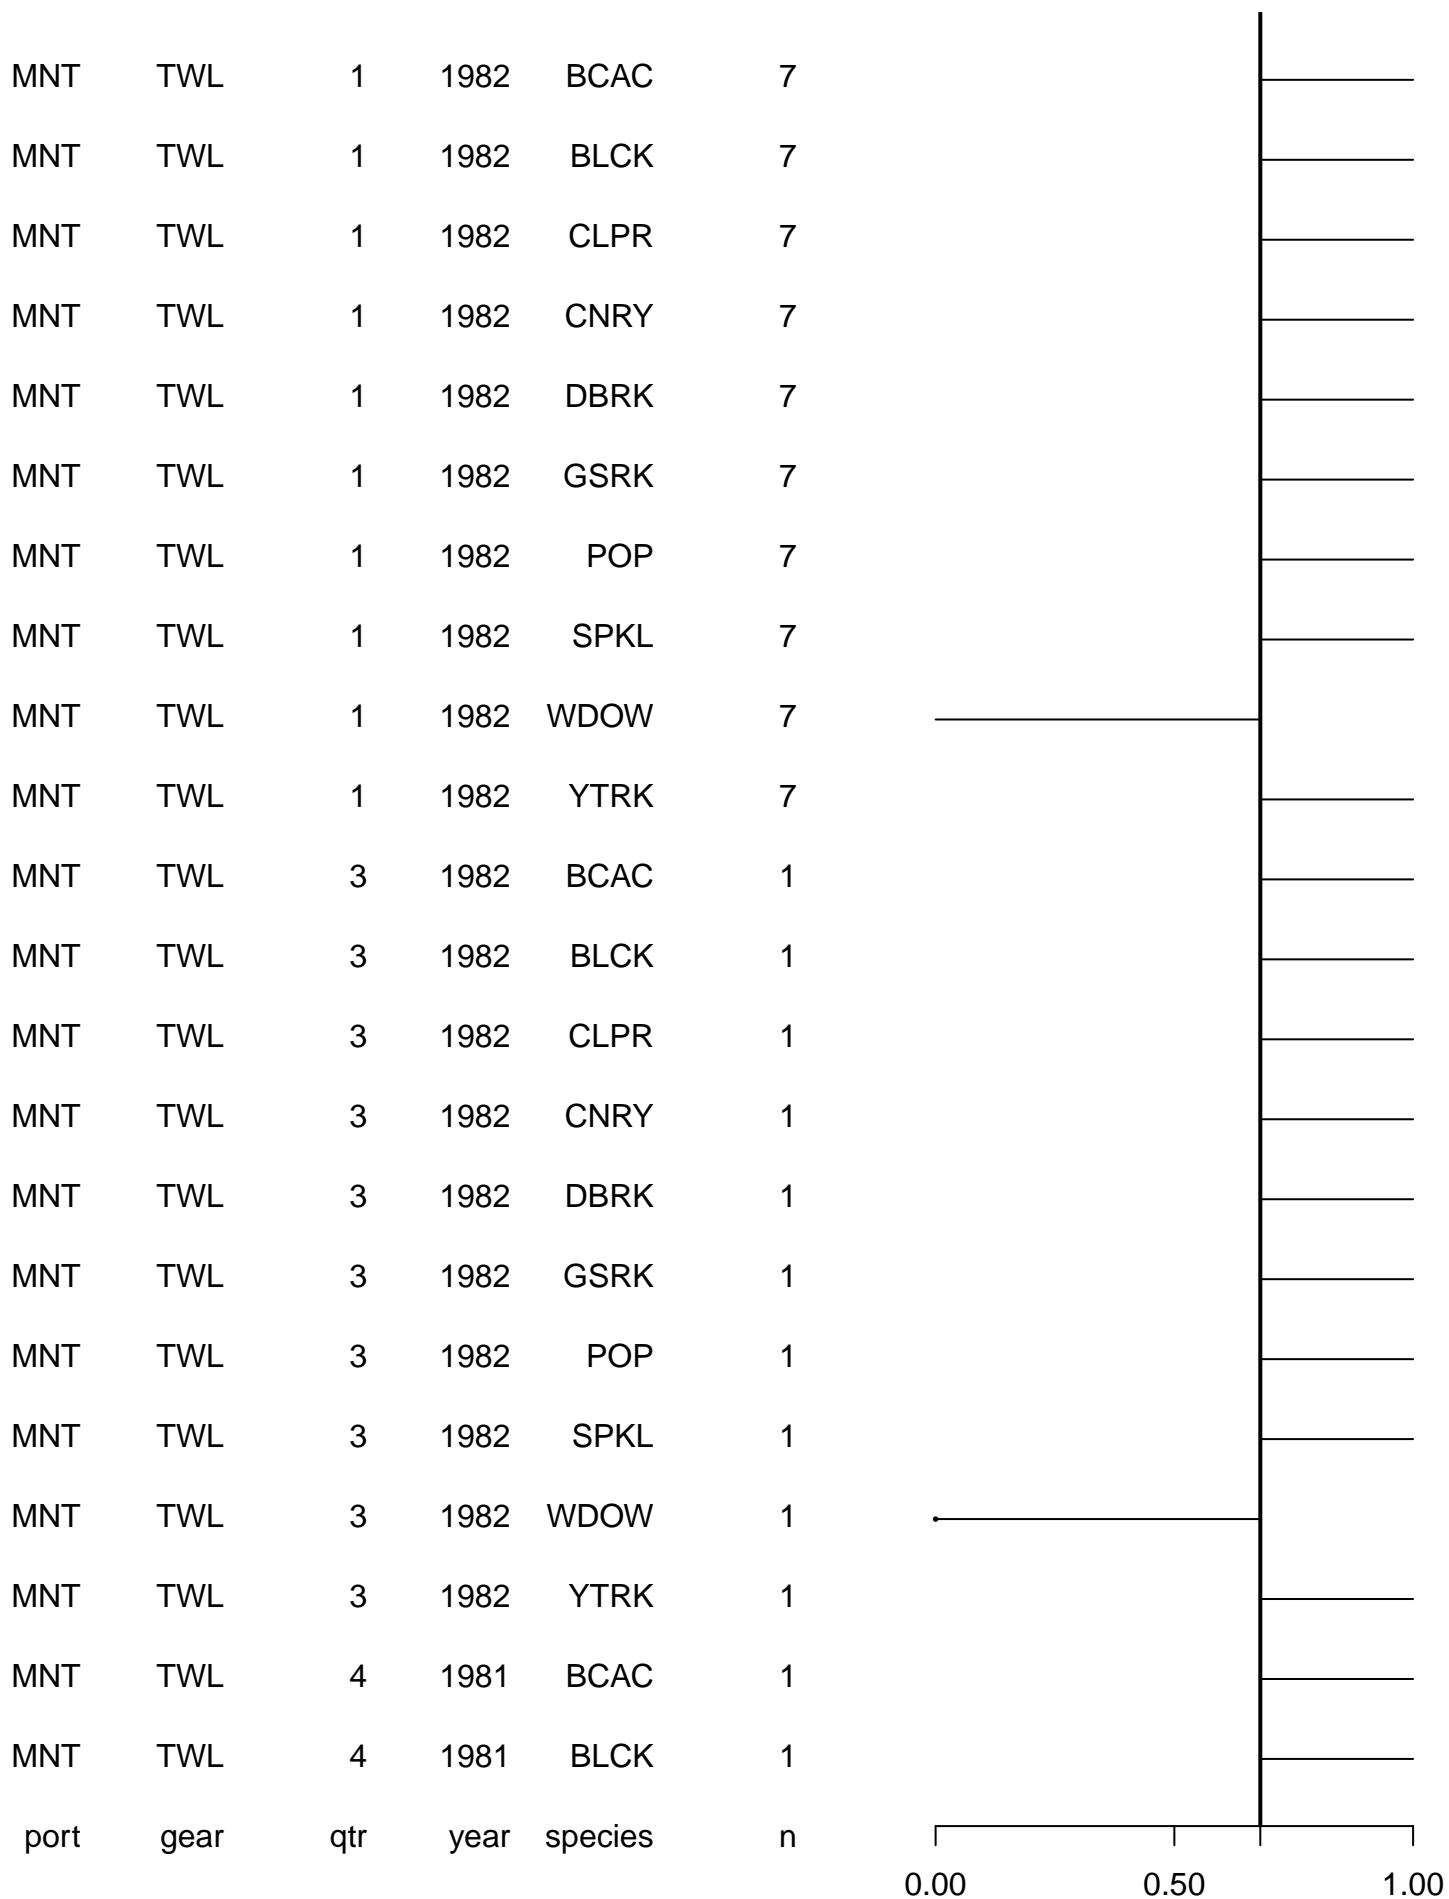 MNT TWL 1 1982 BCAC 7
MNT TWL 1 1982 BLCK 7
MNT TWL 1 1982 CLPR 7
MNT TWL 1 1982 CNRY 7
MNT TWL 1 1982 DBRK 7
MNT TWL 1 1982 GSRK 7
MNT TWL 1 1982 POP 7
MNT TWL 1 1982 SPKL 7
MNT TWL 1 1982 WDOW 7
MNT TWL 1 1982 YTRK 7
MNT TWL 3 1982 BCAC 1
MNT TWL 3 1982 BLCK 1
MNT TWL 3 1982 CLPR 1
MNT TWL 3 1982 CNRY 1
MNT TWL 3 1982 DBRK 1
MNT TWL 3 1982 GSRK 1
MNT TWL 3 1982 POP 1
MNT TWL 3 1982 SPKL 1
MNT TWL 3 1982 WDOW 1
MNT TWL 3 1982 YTRK 1
MNT TWL 4 1981 BCAC 1
MNT TWL 4 1981 BLCK 1
port gear qtr year species n
0.00 0.50 1.00